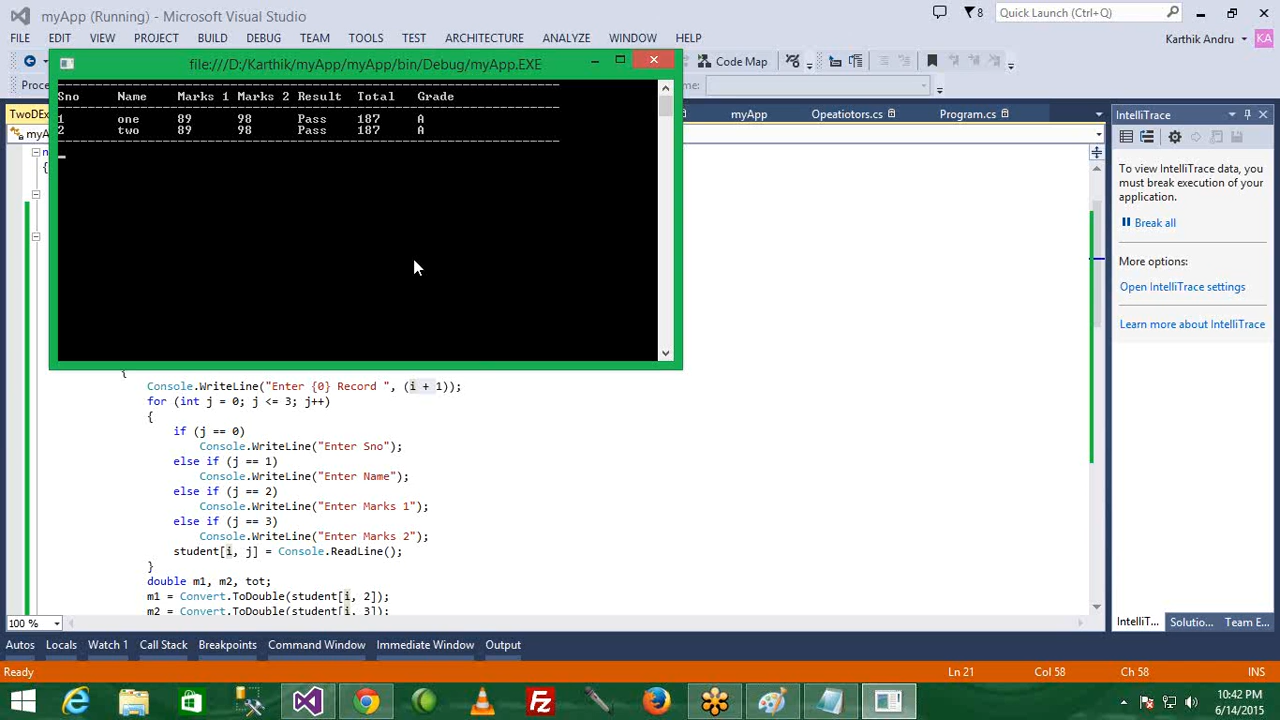 myApp (Running) - Microsoft Visual Studio
8
Quick Launch (Ctrl+Q)
FILE EDIT VIEW PROJECT BUILD DEBUG TEAM TOOLS TEST ARCHITECTURE ANALYZE WINDOW HELP
Karthik Andru
KA
file:///D:/Karthik/myApp/myApp/bin/Debug/myApp.EXE
Code Map
Proce
Sno Name Marks 1 Marks 2 Result Total Grade
1 one 89 98 Pass 187 A
2 two 89 98 Pass 187 A
TwoDEx
myApp
Opeatiotors.cs
Program.cs
myA
n
{
IntelliTrace
To view IntelliTrace data, you
must break execution of your
application.
Break all
More options:
Open IntelliTrace settings
Learn more about IntelliTrace
{
Console.WriteLine("Enter {0} Record ", (i + 1));
for (int j = 0; j <= 3; j++)
{
if (j == 0)
Console.WriteLine("Enter Sno");
else if (j == 1)
Console.WriteLine("Enter Name");
else if (j == 2)
Console.WriteLine("Enter Marks 1");
else if (j == 3)
Console.WriteLine("Enter Marks 2");
student[i, j] = Console.ReadLine();
}
double m1, m2, tot;
m1 = Convert.ToDouble(student[i, 2]);
m2 = Convert.ToDouble(student[i, 3]);
100 %
IntelliT... Solutio... Team E...
Autos Locals Watch 1 Call Stack Breakpoints Command Window Immediate Window Output
Ready
Ln 21 Col 58 Ch 58 INS
10:42 PM
6/14/2015